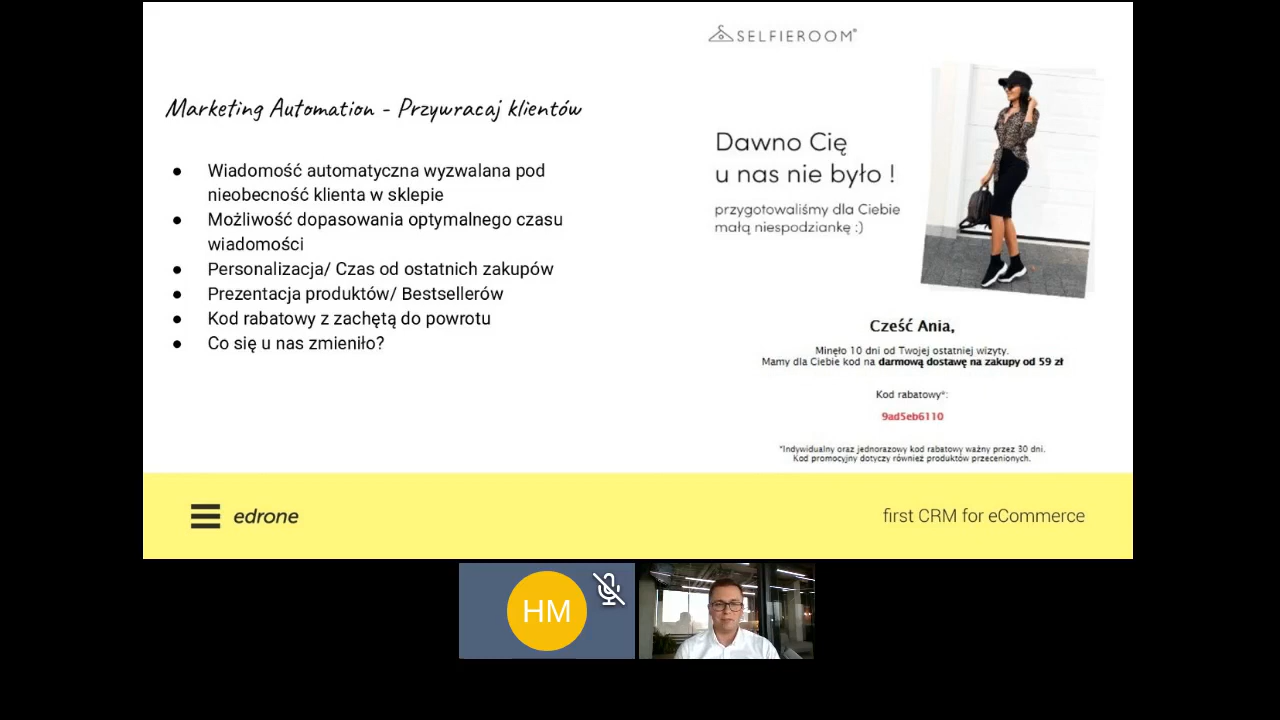 SELFIEROOM®
Marketing Automation - Przywracaj klientów
● Wiadomość automatyczna wyzwalana pod
nieobecność klienta w sklepie
● Możliwość dopasowania optymalnego czasu
wiadomości
● Personalizacja/ Czas od ostatnich zakupów
● Prezentacja produktów/ Bestsellerów
● Kod rabatowy z zachętą do powrotu
● Co się u nas zmieniło?
Dawno Cię
u nas nie było !
przygotowaliśmy dla Ciebie
małą niespodziankę :)
Cześć Ania,
Minęło 10 dni od Twojej ostatniej wizyty.
Mamy dla Ciebie kod na darmową dostawę na zakupy od 59 zł
Kod rabatowy*:
9ad5eb6110
*Indywidualny oraz jednorazowy kod rabatowy ważny przez 30 dni.
Kod promocyjny dotyczy również produktów przecenionych.
edrone
first CRM for eCommerce
HM